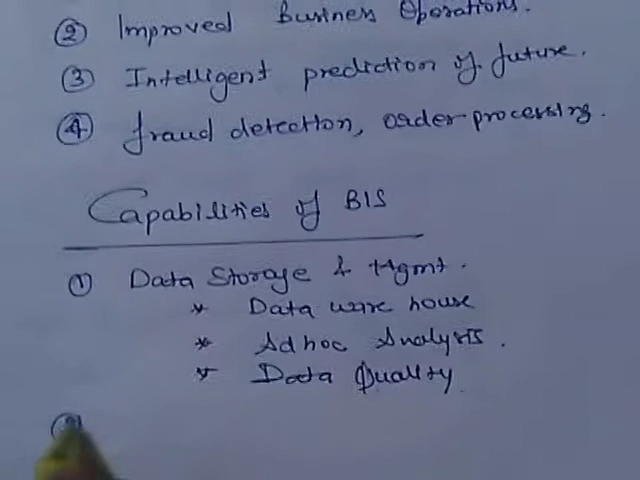 ② Improved Business Operations.
③ Intelligent prediction of future.
④ fraud detection, order processing.
Capabilities of BIS
① Data Storage & Mgmt.
* Data ware house
* Adhoc Analysis.
* Data Quality
②